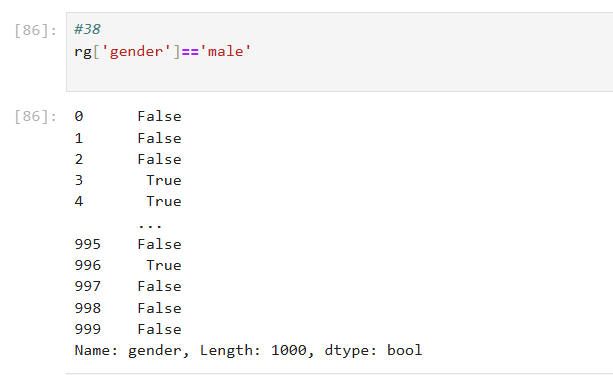 [86]: #38
rg['gender']=='male'
[86]: 0 False
1 False
2 False
3 True
4 True
...
995 False
996 True
997 False
998 False
999 False
Name: gender, Length: 1000, dtype: bool